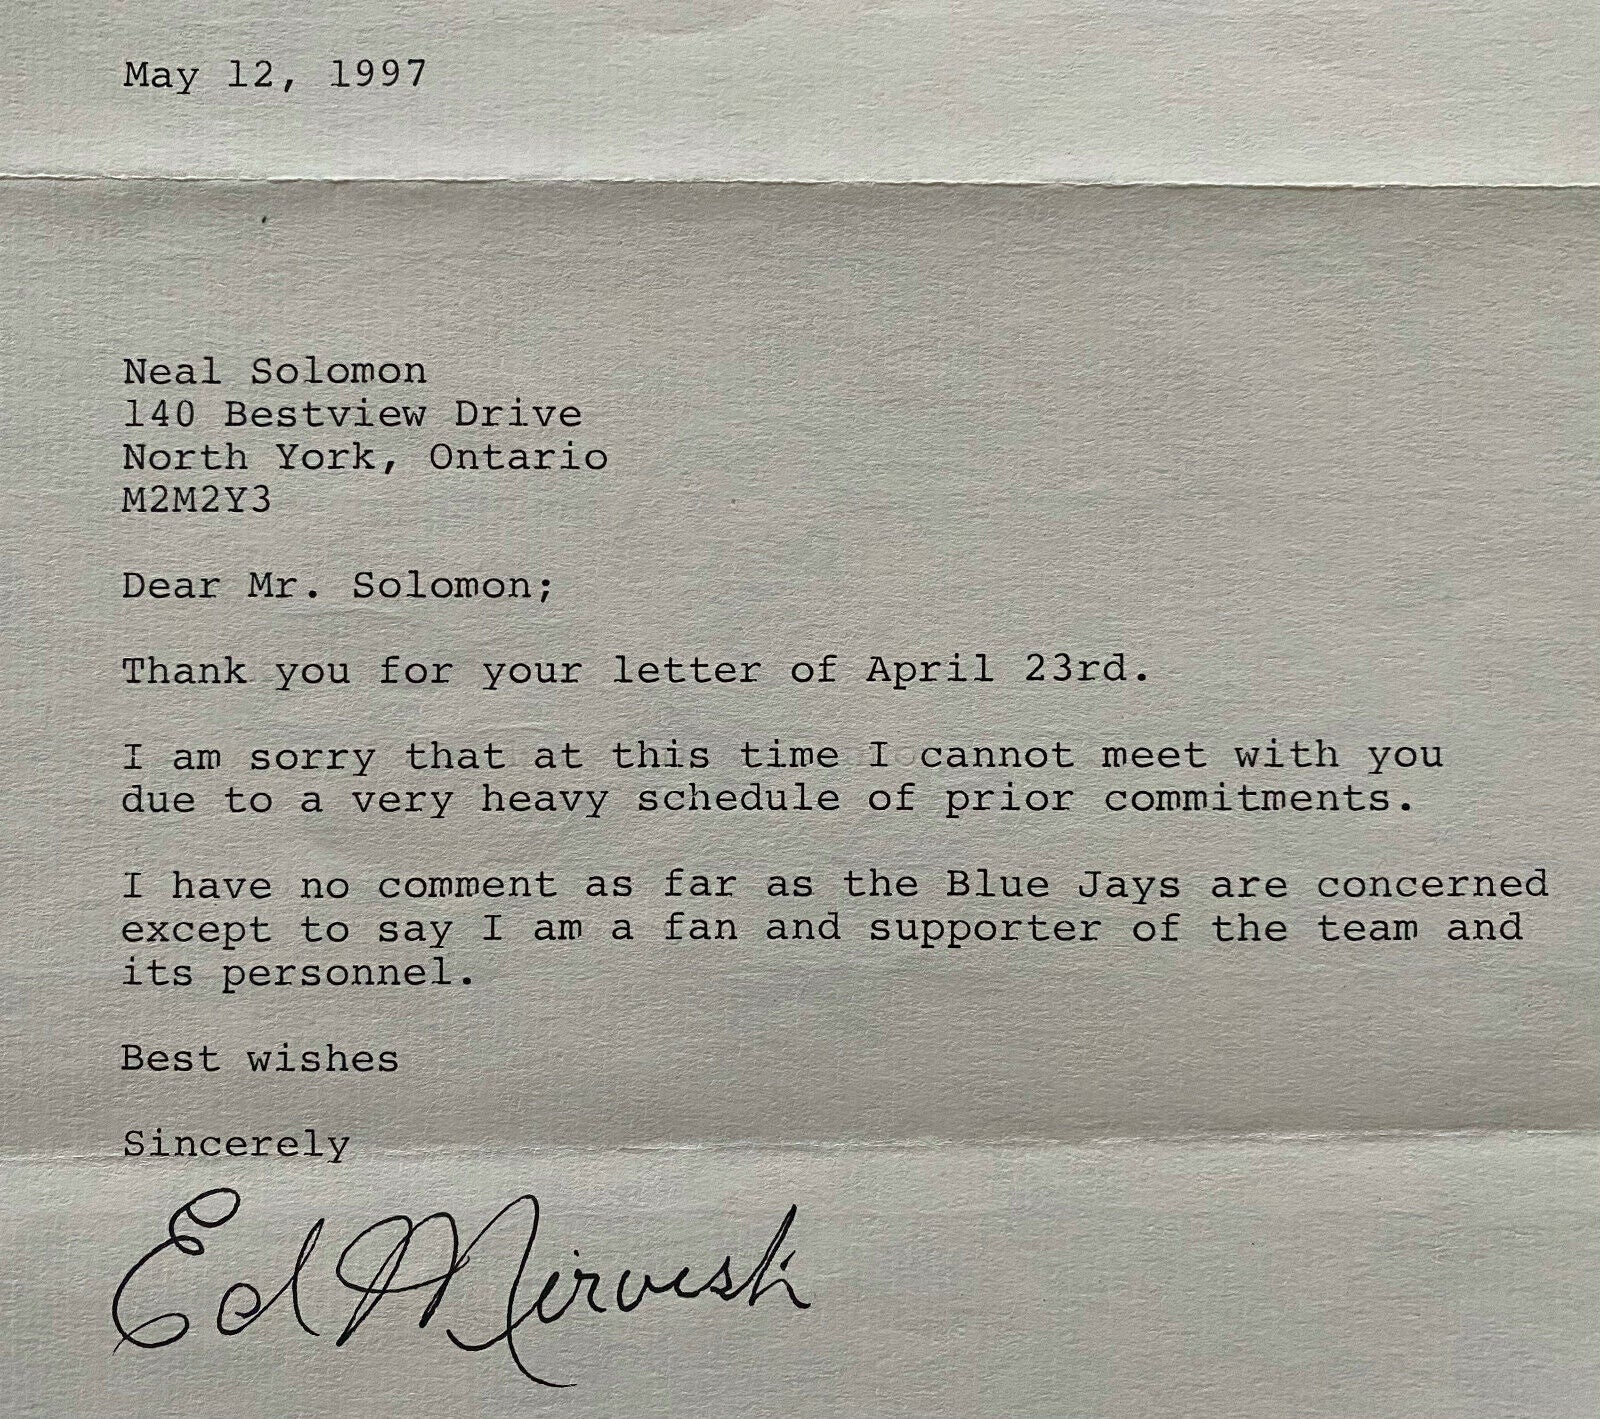 May 12, 1997
Neal Solomon
140 Bestview Drive
North York, Ontario
M2M2Y3
Dear Mr. Solomon;
Thank you for your letter of April 23rd.
I am sorry that at this time I cannot meet with you
due to a very heavy schedule of prior commitments.
I have no comment as far as the Blue Jays are concerned
except to say I am a fan and supporter of the team and
its personnel.
Best wishes
Sincerely
Ed Mirvish